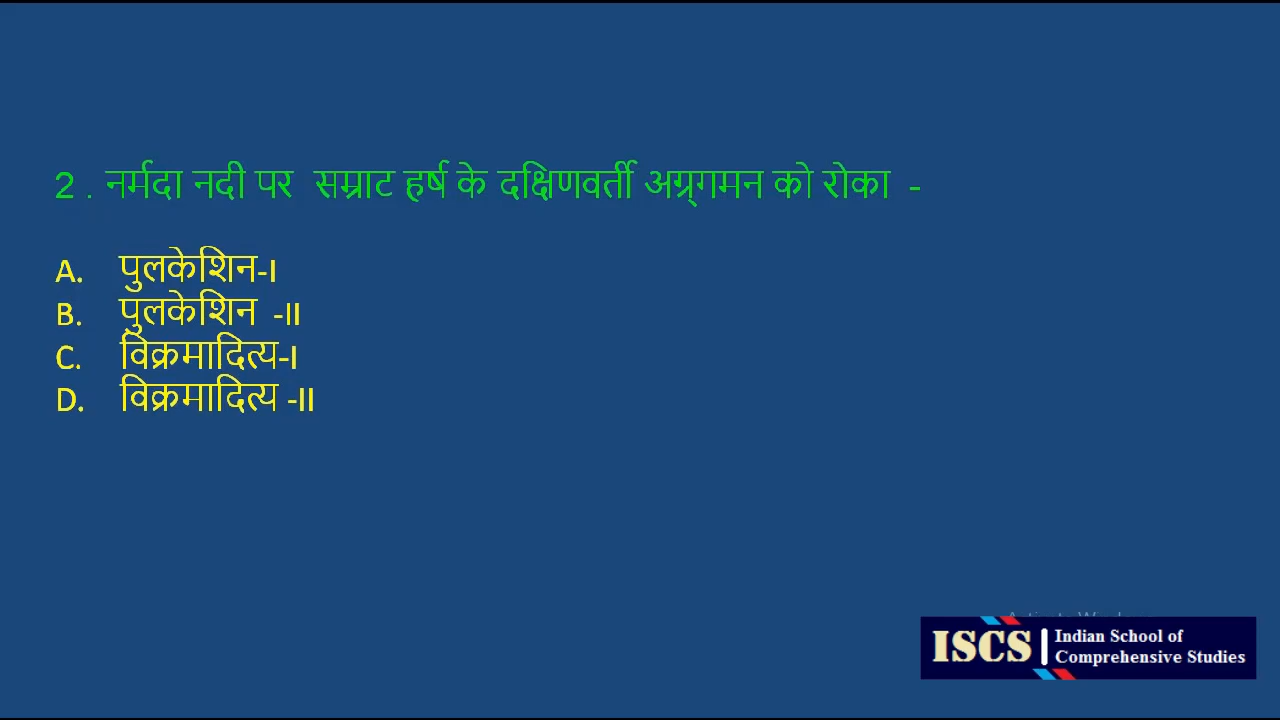 2 . नर्मदा नदी पर सम्राट हर्ष के दक्षिणवर्ती अग्र्गमन को रोका -
A. पुलकेशिन-I
B. पुलकेशिन -II
C. विक्रमादित्य-I
D. विक्रमादित्य -II
ISCS
Indian School of
Comprehensive Studies